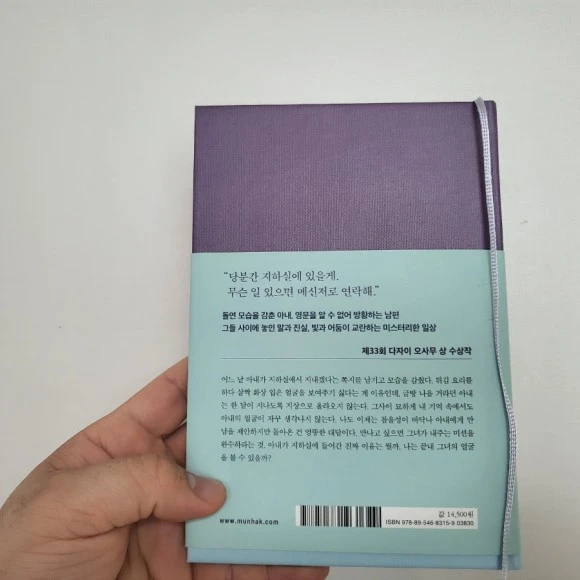 “당분간 지하실에 있을게.
무슨 일 있으면 메신저로 연락해.”
돌연 모습을 감춘 아내, 영문을 알 수 없어 방황하는 남편
그들 사이에 놓인 말과 진실, 빛과 어둠이 교란하는 미스터리한 일상
제33회 다자이 오사무 상 수상작
어느 날 아내가 지하실에서 지내겠다는 쪽지를 남기고 모습을 감췄다. 튀김 요리를
하다 살짝 화상 입은 얼굴을 보여주기 싫다는 게 이유인데, 금방 나올 거라던 아내
는 한 달이 지나도록 지상으로 올라오지 않는다. 그사이 묘하게 내 기억 속에서도
아내의 얼굴이 자꾸 생각나지 않는다. 나도 이제는 참을성이 바닥나 아내에게 만
남을 제안하지만 돌아온 건 엉뚱한 대답이다. 만나고 싶으면 그녀가 내주는 미션을
완수하라는 것. 아내가 지하실에 들어간 진짜 이유는 뭘까. 나는 끝내 그녀의 얼굴
을 볼 수 있을까?
www.munhak.com
값 14,500원
ISBN 978-89-546-8315-9 03830